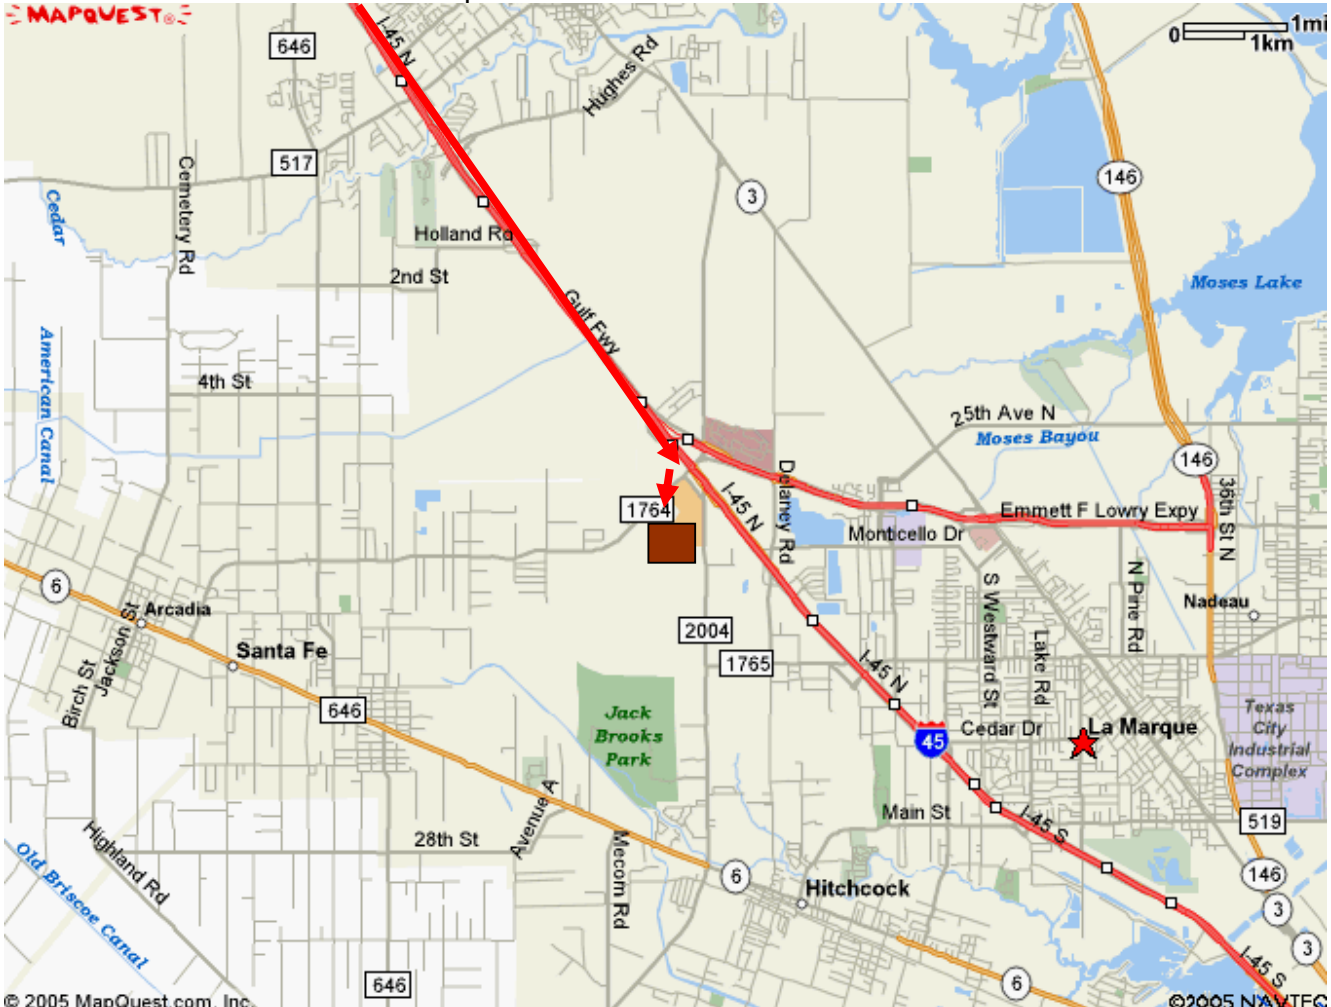 MAPQUEST®
I-45 N
646
Hughes Rd
0
1mi
1km
517
Cemetery Rd
Cedar
3
146
Holland Rd
2nd St
Moses Lake
Gulf Fwy
American Canal
4th St
25th Ave N
Moses Bayou
146
Delaney Rd
36th St N
I-45 N
1764
Emmett F Lowry Expy
Monticello Dr
6
Arcadia
Jackson St
Birch St
Santa Fe
S Westward St
N Pine Rd
Nadeau
2004
1765
Lake Rd
I-45 N
646
Jack
Brooks
Park
45
Cedar Dr
La Marque
Texas
City
Industrial
Complex
Main St
I-45 S
519
28th St
Avenue A
Mecom Rd
Highland Rd
Old Briscoe Canal
6
Hitchcock
146
3
3
I-45 S
6
646
© 2005 MapQuest.com, Inc.
©2005 NAVTEQ